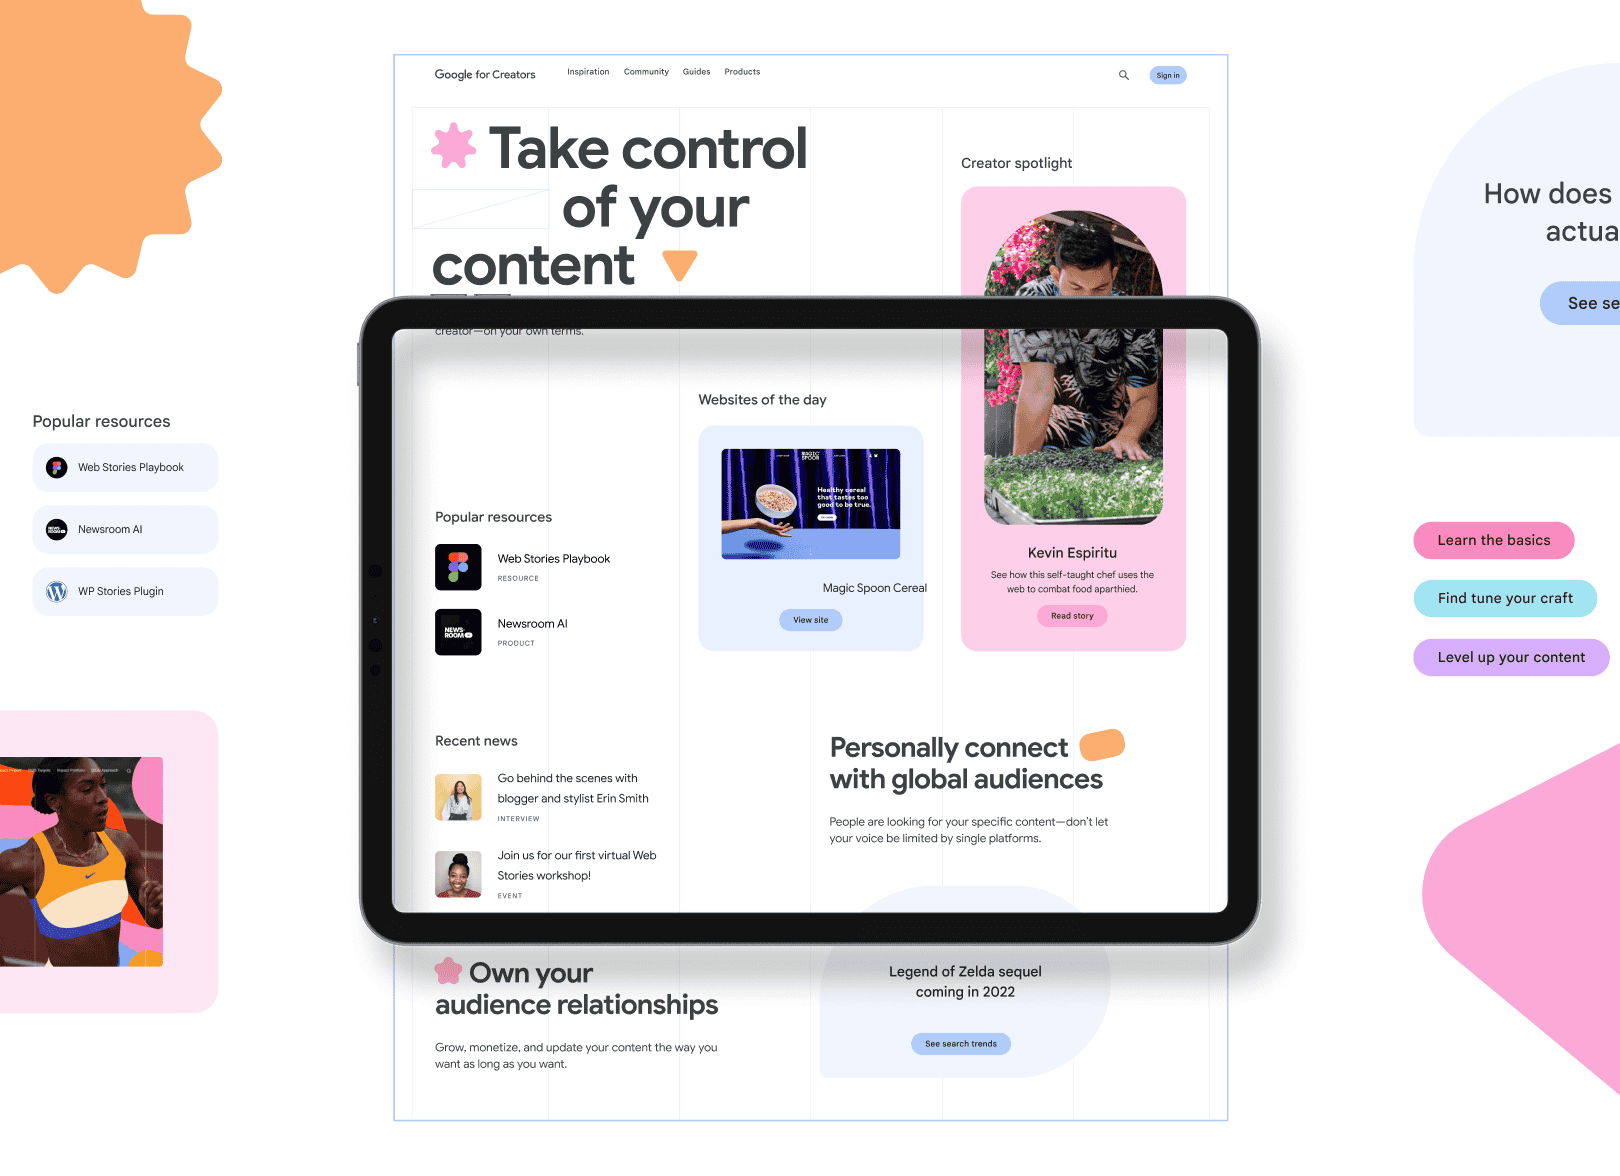 Google for Creators
Inspiration
Community
Guides
Products
Sign in
Take control
of your
content
creator—on your own terms.
Creator spotlight
Kevin Espiritu
See how this self-taught chef uses the
web to combat food aparthied.
Read story
Websites of the day
MAGIC
SPOON
Healthy cereal
that tastes too
good to be true.
Magic Spoon Cereal
View site
Popular resources
Web Stories Playbook
RESOURCE
NEWS-
ROOM AI
Newsroom AI
PRODUCT
Recent news
Go behind the scenes with
blogger and stylist Erin Smith
INTERVIEW
Join us for our first virtual Web
Stories workshop!
EVENT
Personally connect
with global audiences
People are looking for your specific content—don't let
your voice be limited by single platforms.
Own your
audience relationships
Grow, monetize, and update your content the way you
want as long as you want.
Legend of Zelda sequel
coming in 2022
See search trends
Popular resources
Web Stories Playbook
NEWS-
ROOM AI
Newsroom AI
WP Stories Plugin
How does
actua
See se
Learn the basics
Find tune your craft
Level up your content